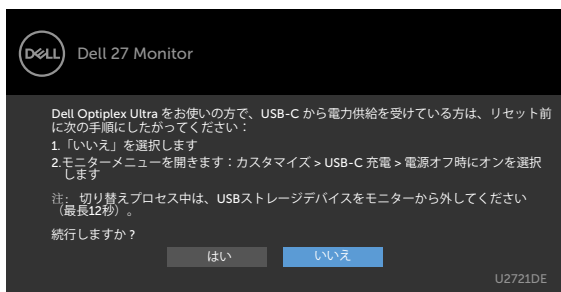 DELL
Dell 27 Monitor
Dell Optiplex Ultra をお使いの方で、USB-C から電力供給を受けている方は、リセット前
に次の手順にしたがってください：
1.「いいえ」を選択します
2.モニターメニューを開きます：カスタマイズ > USB-C 充電 > 電源オフ時にオンを選択
します
注: 切り替えプロセス中は、USBストレージデバイスをモニターから外してください
（最長12秒）。
続行しますか ?
はい
いいえ
U2721DE